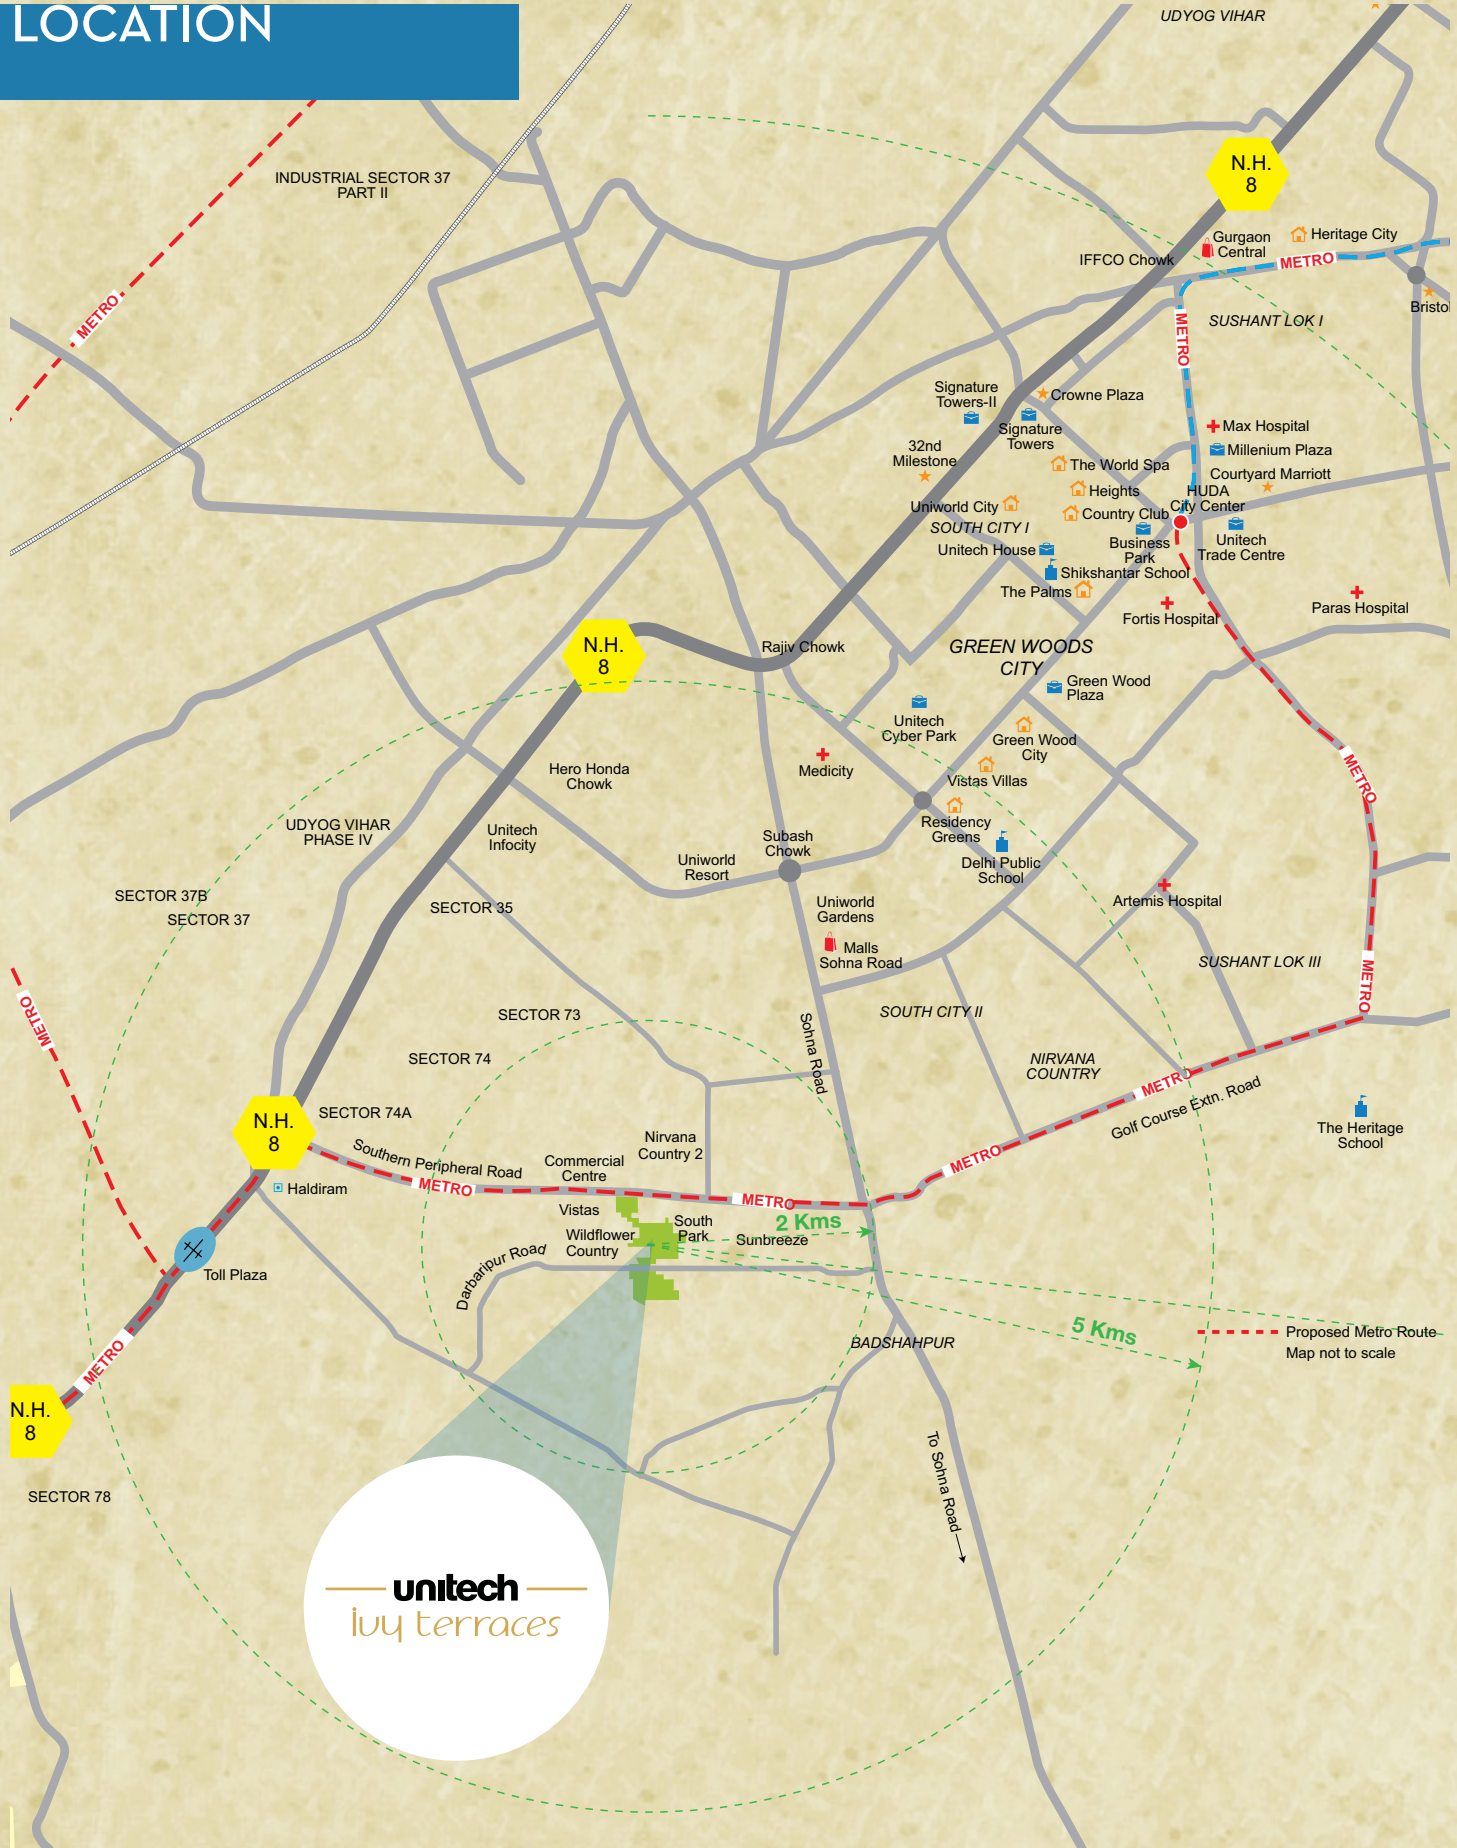 LOCATION
UDYOG VIHAR
INDUSTRIAL SECTOR 37
PART II
N.H.
8
Gurgaon
Central
Heritage City
IFFCO Chowk
METRO
METRO
METRO
SUSHANT LOK I
Bristol
Signature
Towers-II
Crowne Plaza
Signature
Towers
Max Hospital
Millenium Plaza
32nd
Milestone
The World Spa
Courtyard Marriott
Heights
HUDA
City Center
Uniworld City
Country Club
SOUTH CITY I
Unitech House
Business
Park
Unitech
Trade Centre
Shikshantar School
The Palms
Paras Hospital
Fortis Hospital
N.H.
8
Rajiv Chowk
GREEN WOODS
CITY
Green Wood
Plaza
Unitech
Cyber Park
Green Wood
City
Medicity
Vistas Villas
METRO
Hero Honda
Chowk
Residency
Greens
UDYOG VIHAR
PHASE IV
Unitech
Infocity
Subash
Chowk
Uniworld
Resort
Delhi Public
School
SECTOR 37B
SECTOR 37
SECTOR 35
Uniworld
Gardens
Artemis Hospital
Malls
Sohna Road
SUSHANT LOK III
METRO
METRO
SECTOR 73
SOUTH CITY II
Sohna Road
SECTOR 74
NIRVANA
COUNTRY
METRO
Golf Course Extn. Road
SECTOR 74A
N.H.
8
The Heritage
School
Southern Peripheral Road
Nirvana
Country 2
Commercial
Centre
METRO
METRO
METRO
Haldiram
Vistas
Wildflower
Country
South
Park
2 Kms
Sunbreeze
Darbaripur Road
Toll Plaza
5 Kms
BADSHAHPUR
Proposed Metro Route
Map not to scale
METRO
N.H.
8
To Sohna Road
SECTOR 78
unitech
ivy terraces